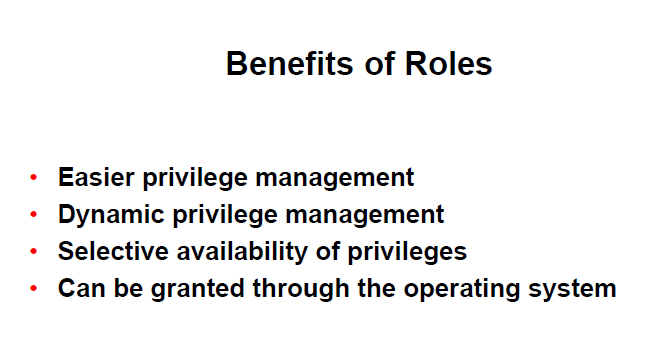 Benefits of Roles
• Easier privilege management
• Dynamic privilege management
• Selective availability of privileges
• Can be granted through the operating system